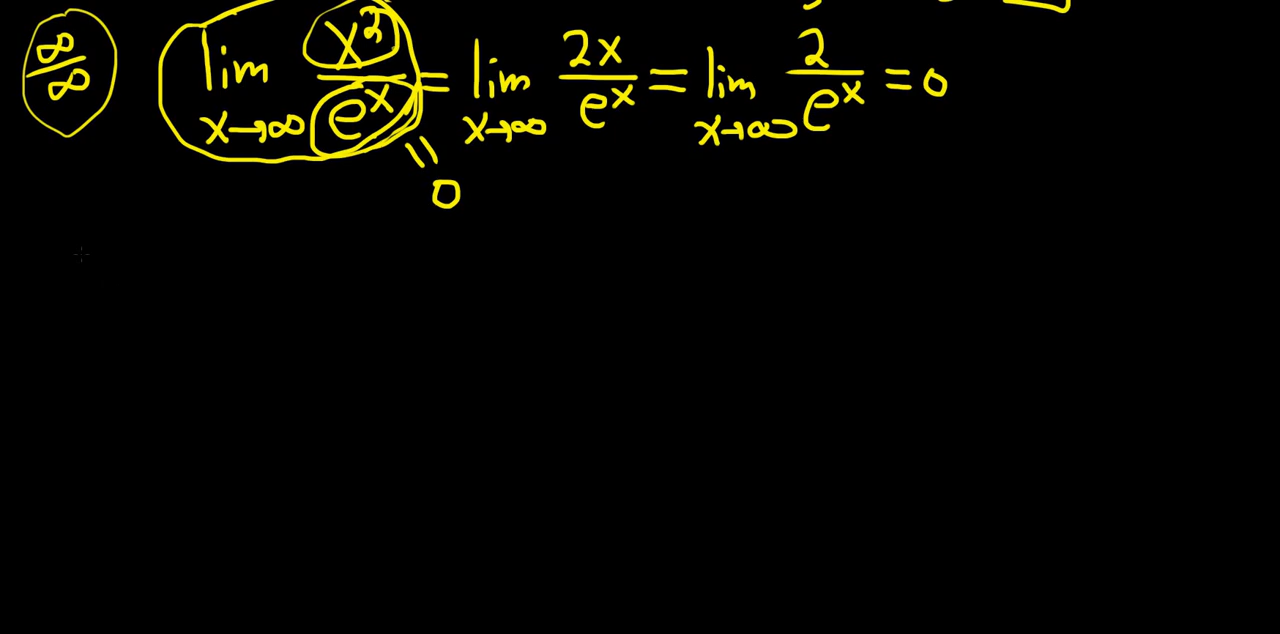 ∞/∞ lim x→∞ x²/eˣ = lim x→∞ 2x/eˣ = lim x→∞ 2/eˣ = 0
= 0